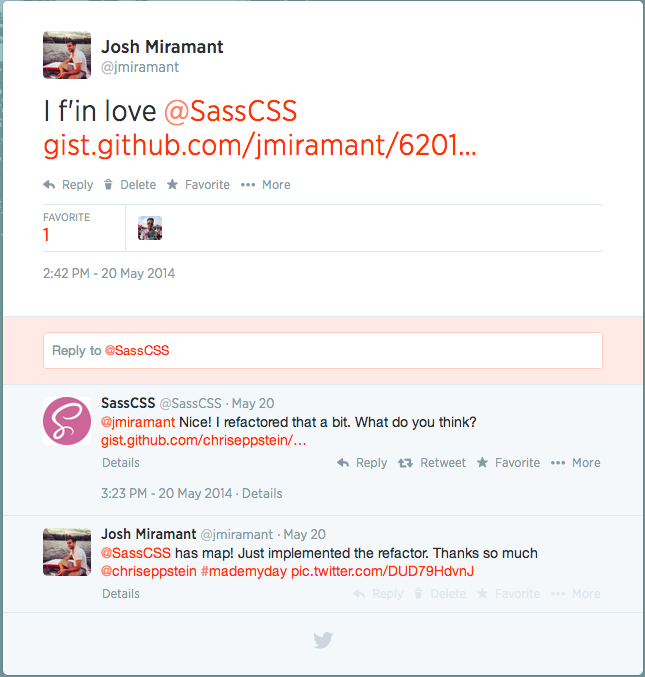 Josh Miramant
@jmiramant
I f'in love @SassCSS
gist.github.com/jmiramant/6201...
Reply Delete Favorite More
FAVORITE
1
2:42 PM - 20 May 2014
Reply to @SassCSS
SassCSS @SassCSS · May 20
@jmiramant Nice! I refactored that a bit. What do you think?
gist.github.com/chriseppstein/...
Details Reply Retweet Favorite More
3:23 PM - 20 May 2014 · Details
Josh Miramant @jmiramant · May 20
@SassCSS has map! Just implemented the refactor. Thanks so much
@chriseppstein #mademyday pic.twitter.com/DUD79HdvnJ
Details Reply Delete Favorite More